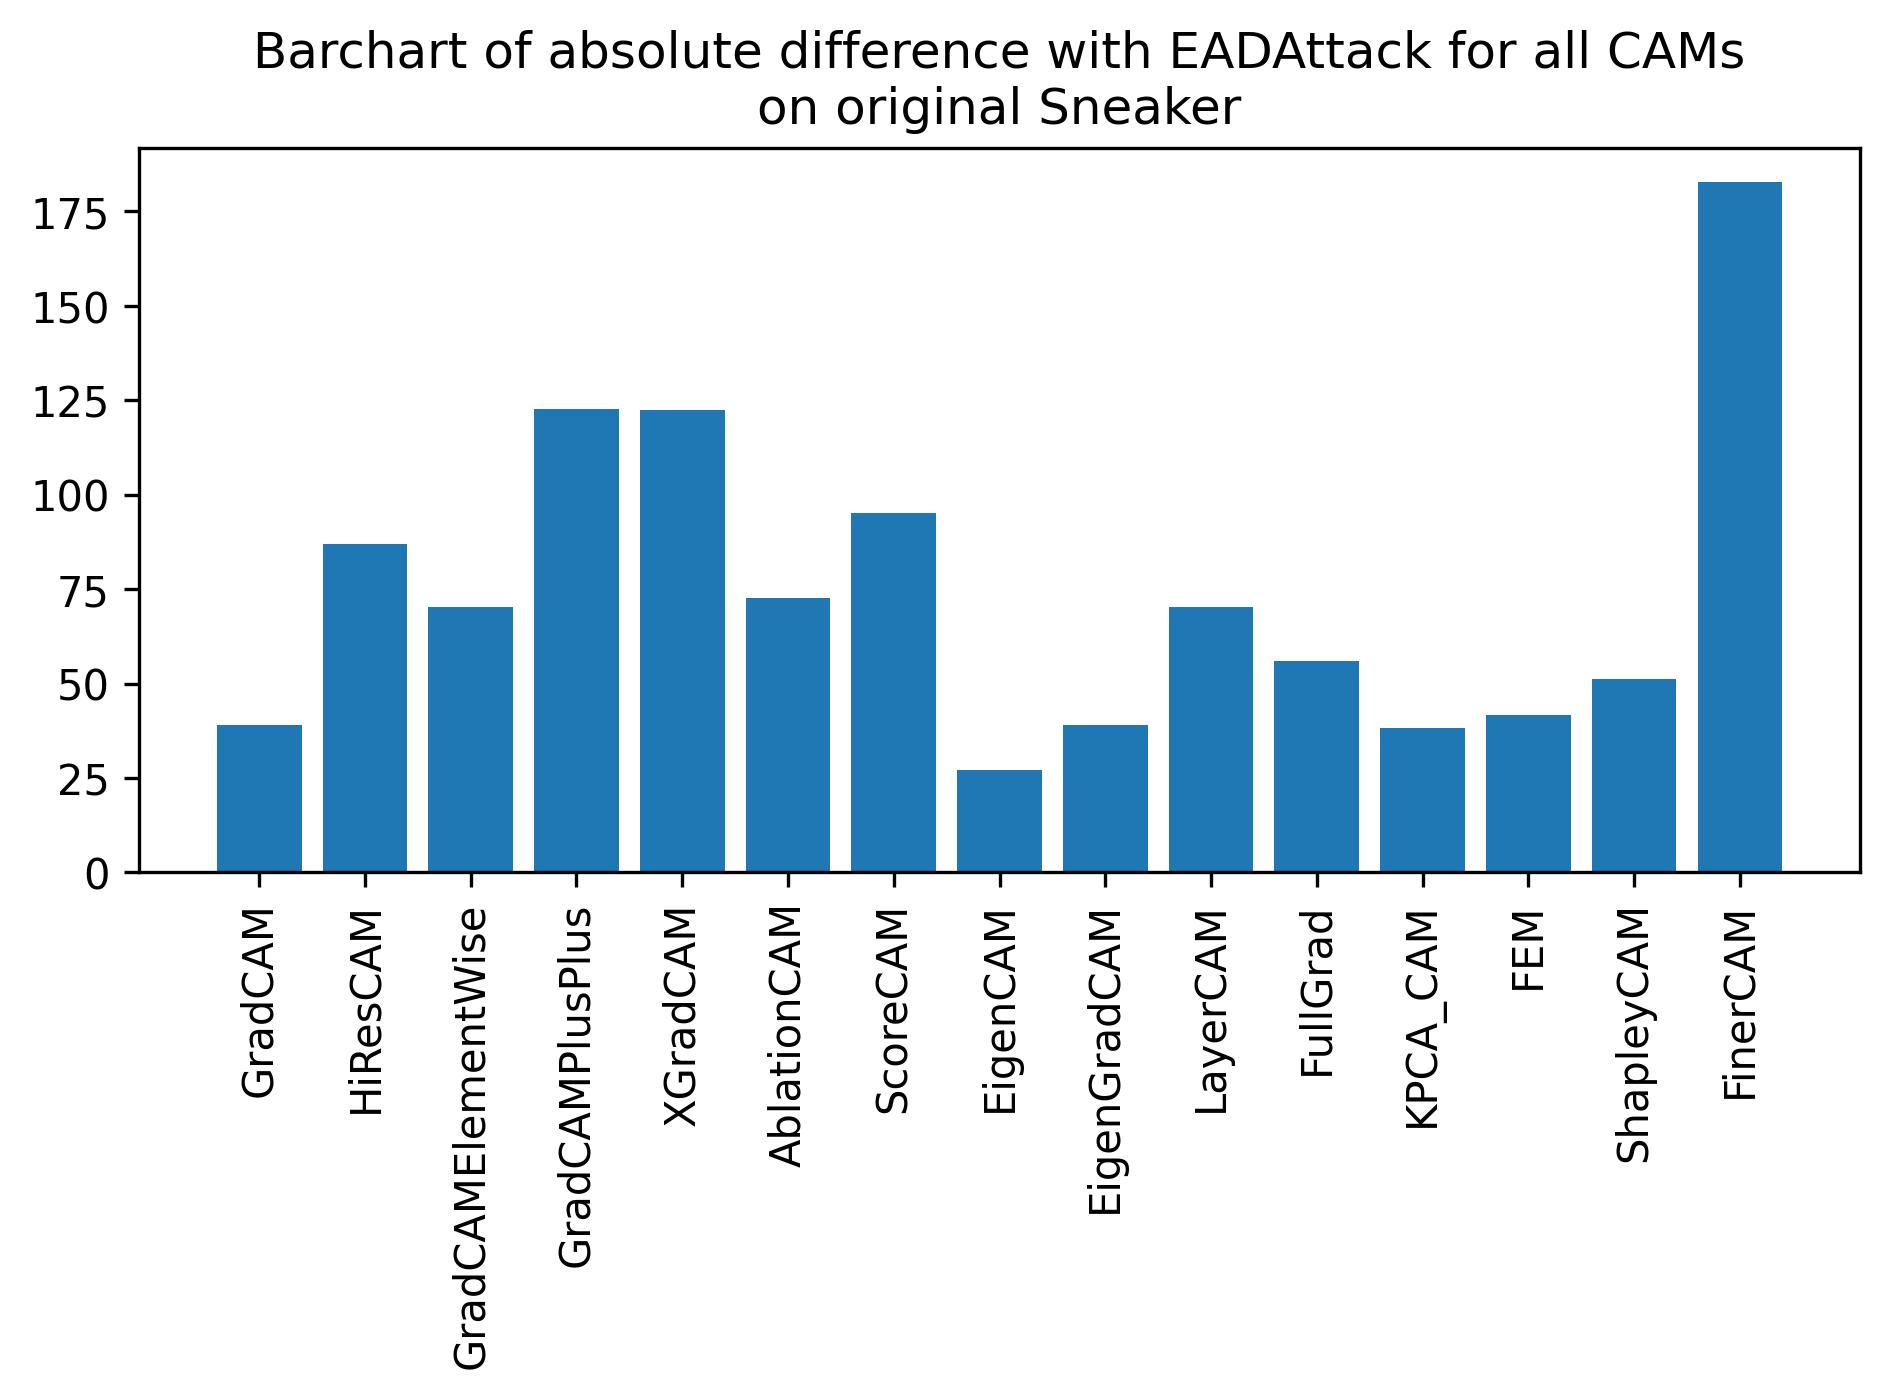 Barchart of absolute difference with EADAttack for all CAMs
on original Sneaker
175
150
125
100
75
50
25
0
GradCAM
HiResCAM
GradCAMElementWise
GradCAMPlusPlus
XGradCAM
AblationCAM
ScoreCAM
EigenCAM
EigenGradCAM
LayerCAM
FullGrad
KPCA_CAM
FEM
ShapleyCAM
FinerCAM